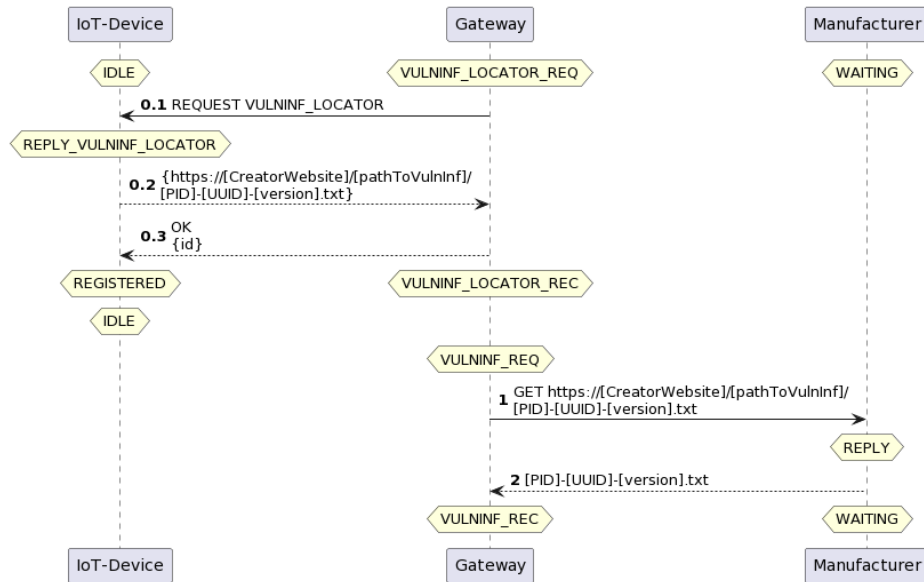 IoT-Device Gateway Manufacturer
IDLE VULNINF_LOCATOR_REQ WAITING
0.1 REQUEST VULNINF_LOCATOR
REPLY_VULNINF_LOCATOR
0.2 {https://[CreatorWebsite]/[pathToVulnInf]/
[PID]-[UUID]-[version].txt}
0.3 OK
{id}
REGISTERED VULNINF_LOCATOR_REC
IDLE
VULNINF_REQ
1 GET https://[CreatorWebsite]/[pathToVulnInf]/
[PID]-[UUID]-[version].txt
REPLY
2 [PID]-[UUID]-[version].txt
VULNINF_REC WAITING
IoT-Device Gateway Manufacturer